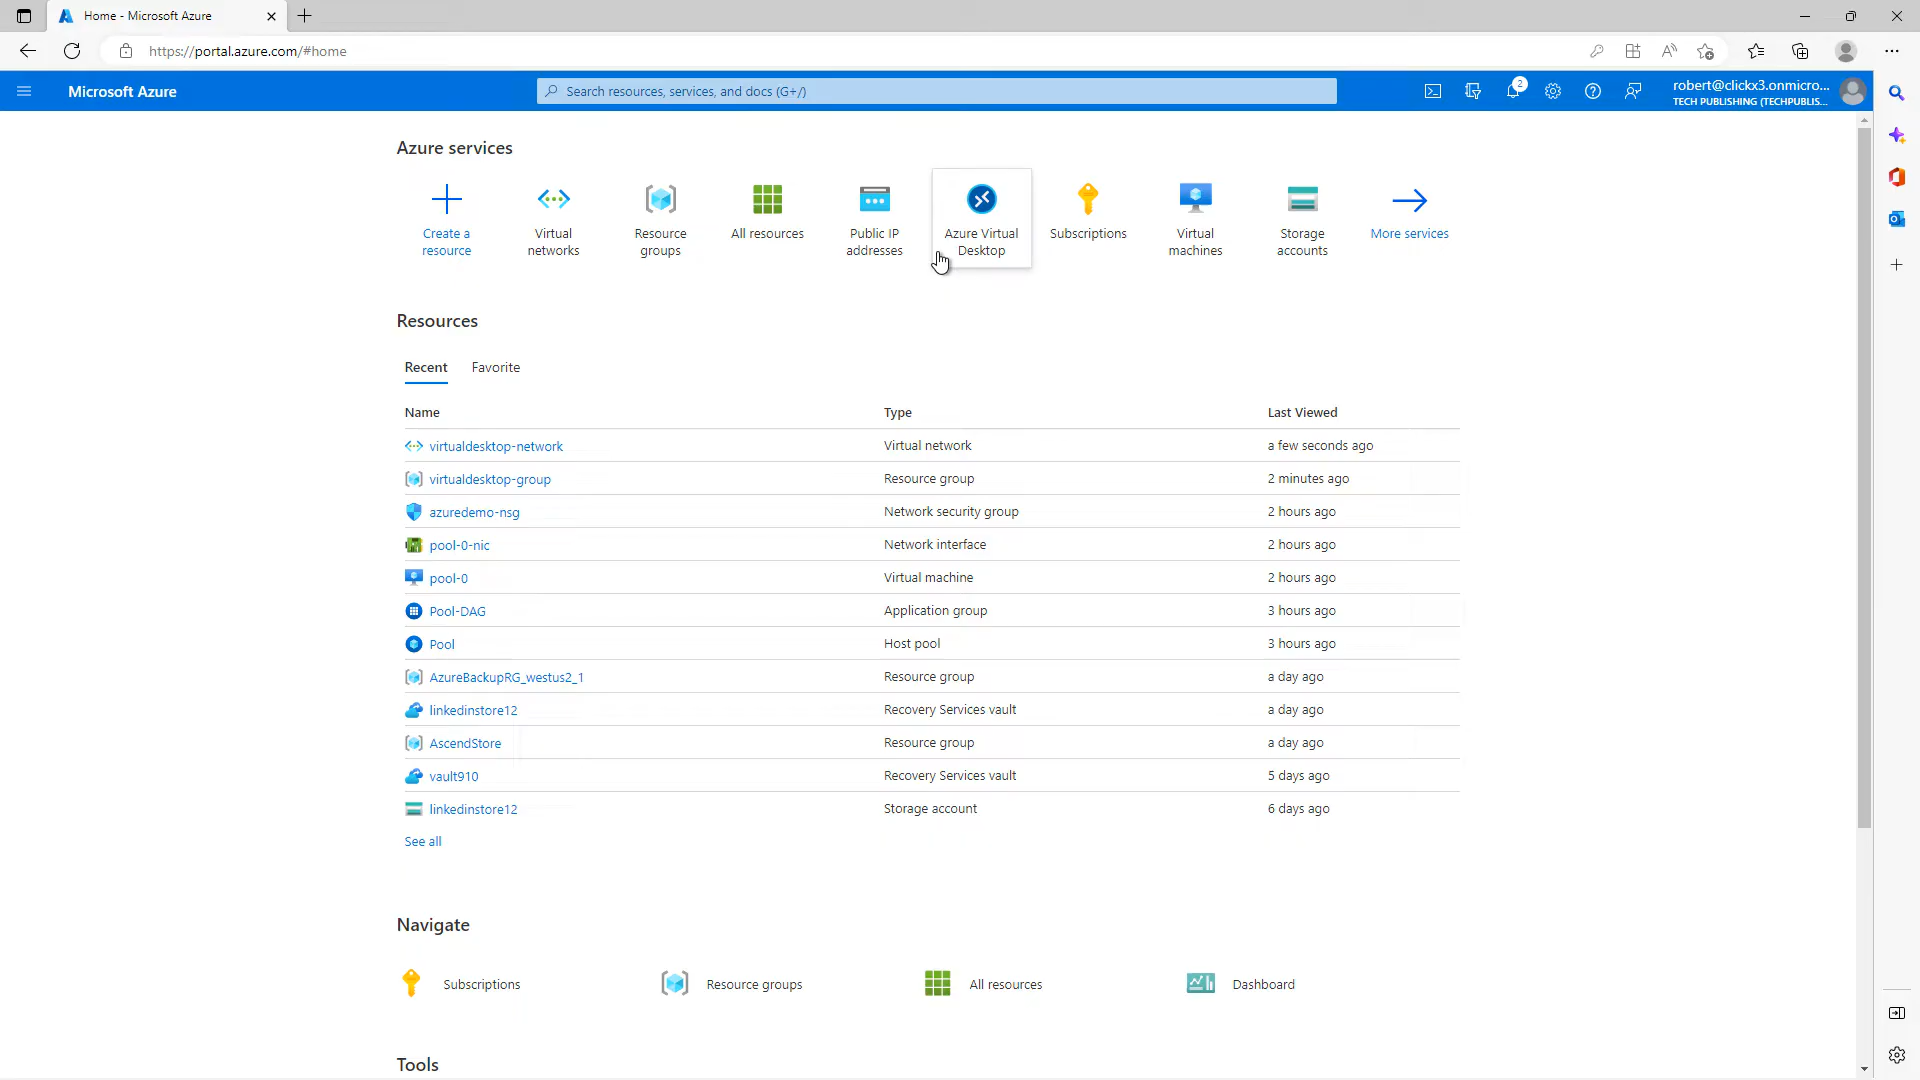 Home - Microsoft Azure
https://portal.azure.com/#home
Microsoft Azure
Search resources, services, and docs (G+/)
2
robert@clickx3.onmicro...
TECH PUBLISHING (TECHPUBLIS...
Azure services
Create a
resource
Virtual
networks
Resource
groups
All resources
Public IP
addresses
Azure Virtual
Desktop
Subscriptions
Virtual
machines
Storage
accounts
More services
Resources
Recent
Favorite
Name
Type
Last Viewed
virtualdesktop-network
Virtual network
a few seconds ago
virtualdesktop-group
Resource group
2 minutes ago
azuredemo-nsg
Network security group
2 hours ago
pool-0-nic
Network interface
2 hours ago
pool-0
Virtual machine
2 hours ago
Pool-DAG
Application group
3 hours ago
Pool
Host pool
3 hours ago
AzureBackupRG_westus2_1
Resource group
a day ago
linkedinstore12
Recovery Services vault
a day ago
AscendStore
Resource group
a day ago
vault910
Recovery Services vault
5 days ago
linkedinstore12
Storage account
6 days ago
See all
Navigate
Subscriptions
Resource groups
All resources
Dashboard
Tools